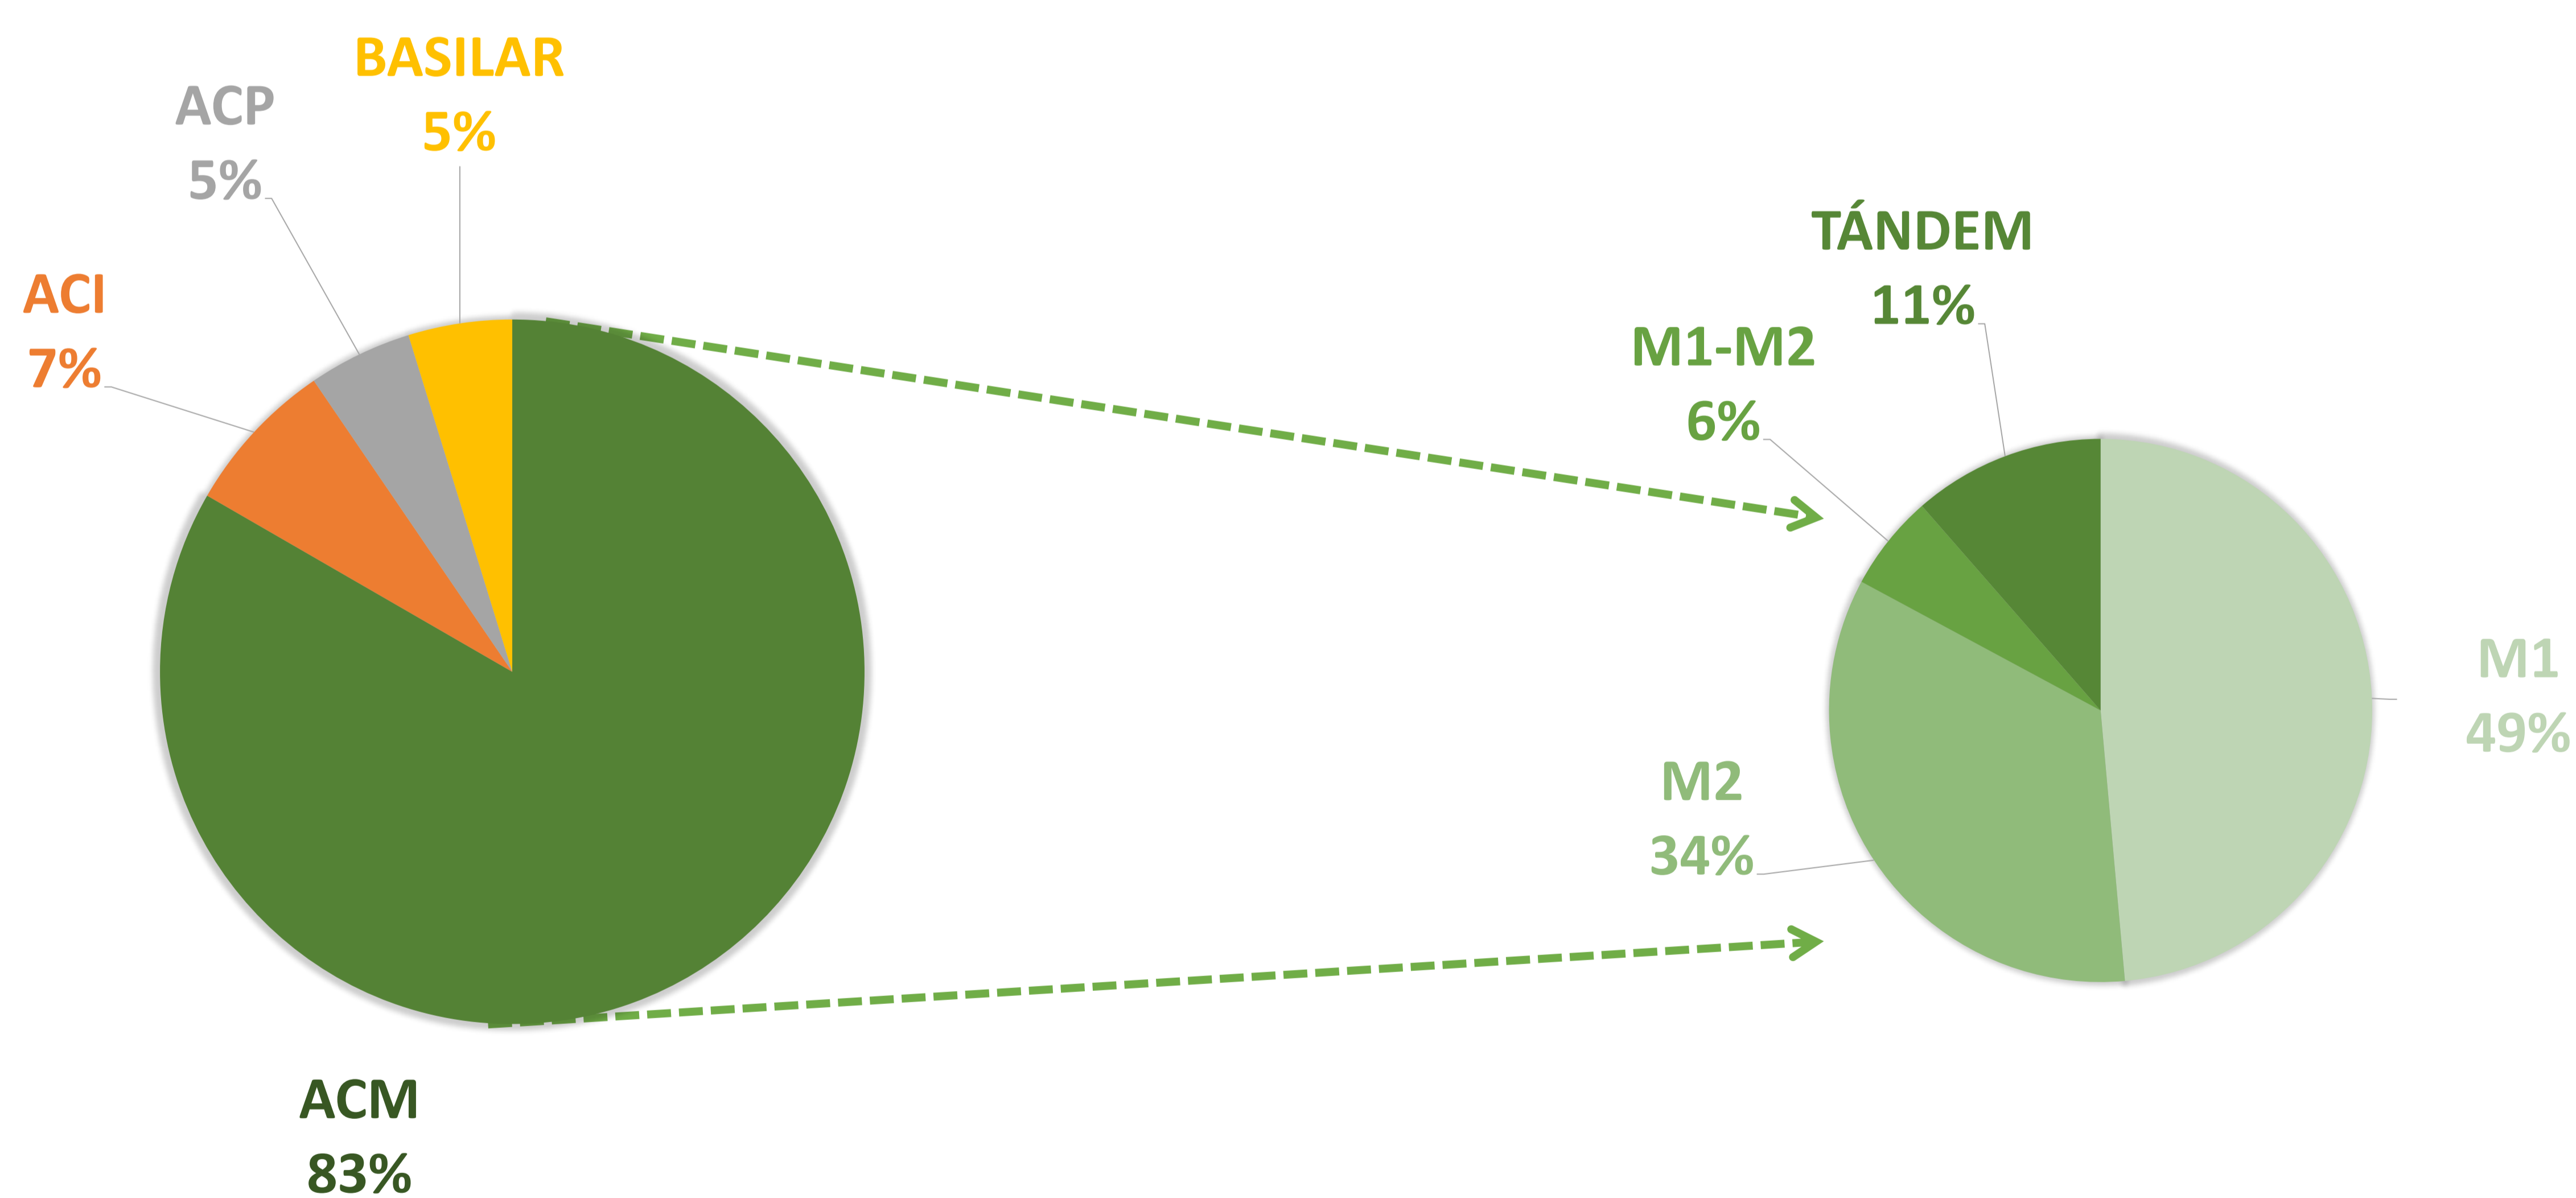 BASILAR
5%
ACP
5%
ACI
7%
ACM
83%
TÁNDEM
11%
M1-M2
6%
M1
49%
M2
34%